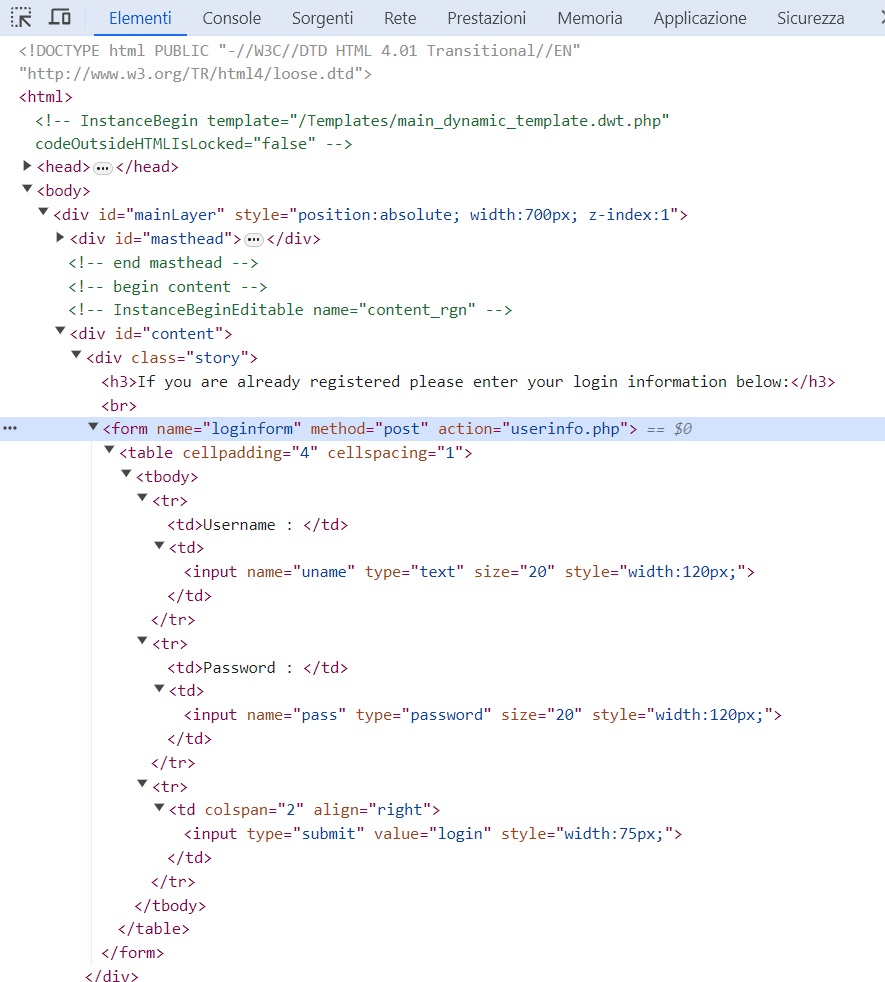 Elementi Console Sorgenti Rete Prestazioni Memoria Applicazione Sicurezza
<!DOCTYPE html PUBLIC "-//W3C//DTD HTML 4.01 Transitional//EN"
"http://www.w3.org/TR/html4/loose.dtd">
<html>
<!-- InstanceBegin template="/Templates/main_dynamic_template.dwt.php"
codeOutsideHTMLIsLocked="false" -->
<head>…</head>
<body>
<div id="mainLayer" style="position:absolute; width:700px; z-index:1">
<div id="masthead">…</div>
<!-- end masthead -->
<!-- begin content -->
<!-- InstanceBeginEditable name="content_rgn" -->
<div id="content">
<div class="story">
<h3>If you are already registered please enter your login information below:</h3>
<br>
<form name="loginform" method="post" action="userinfo.php"> == $0
<table cellpadding="4" cellspacing="1">
<tbody>
<tr>
<td>Username : </td>
<td>
<input name="uname" type="text" size="20" style="width:120px;">
</td>
</tr>
<tr>
<td>Password : </td>
<td>
<input name="pass" type="password" size="20" style="width:120px;">
</td>
</tr>
<tr>
<td colspan="2" align="right">
<input type="submit" value="login" style="width:75px;">
</td>
</tr>
</tbody>
</table>
</form>
</div>